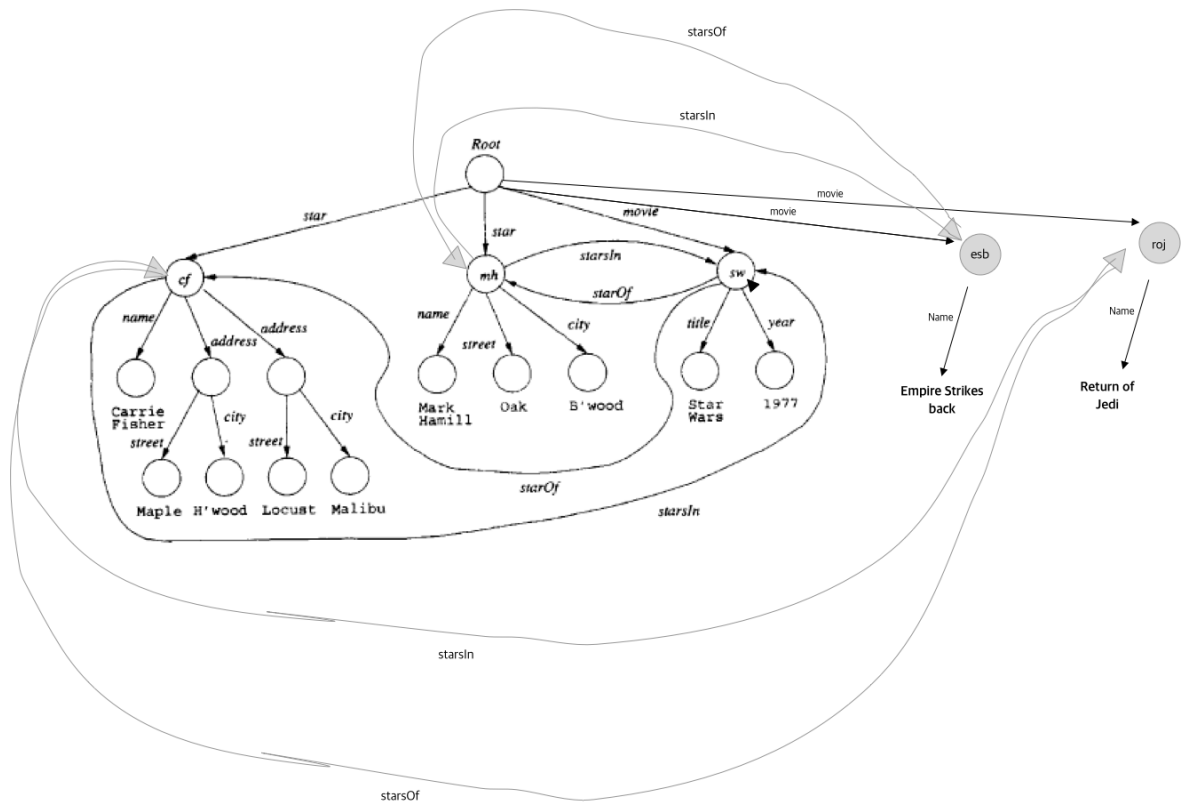 starsOf
starsIn
Root
movie
star
movie
movie
star
starsIn
cf
mh
sw
esb
roj
starOf
name
address
address
name
street
city
title
year
Name
Name
Carrie
Fisher
Mark
Hamill
Oak
B'wood
Star
Wars
1977
Empire Strikes
back
Return of
Jedi
street
city
street
city
Maple
H'wood
Locust
Malibu
starOf
starsIn
starsIn
starsOf